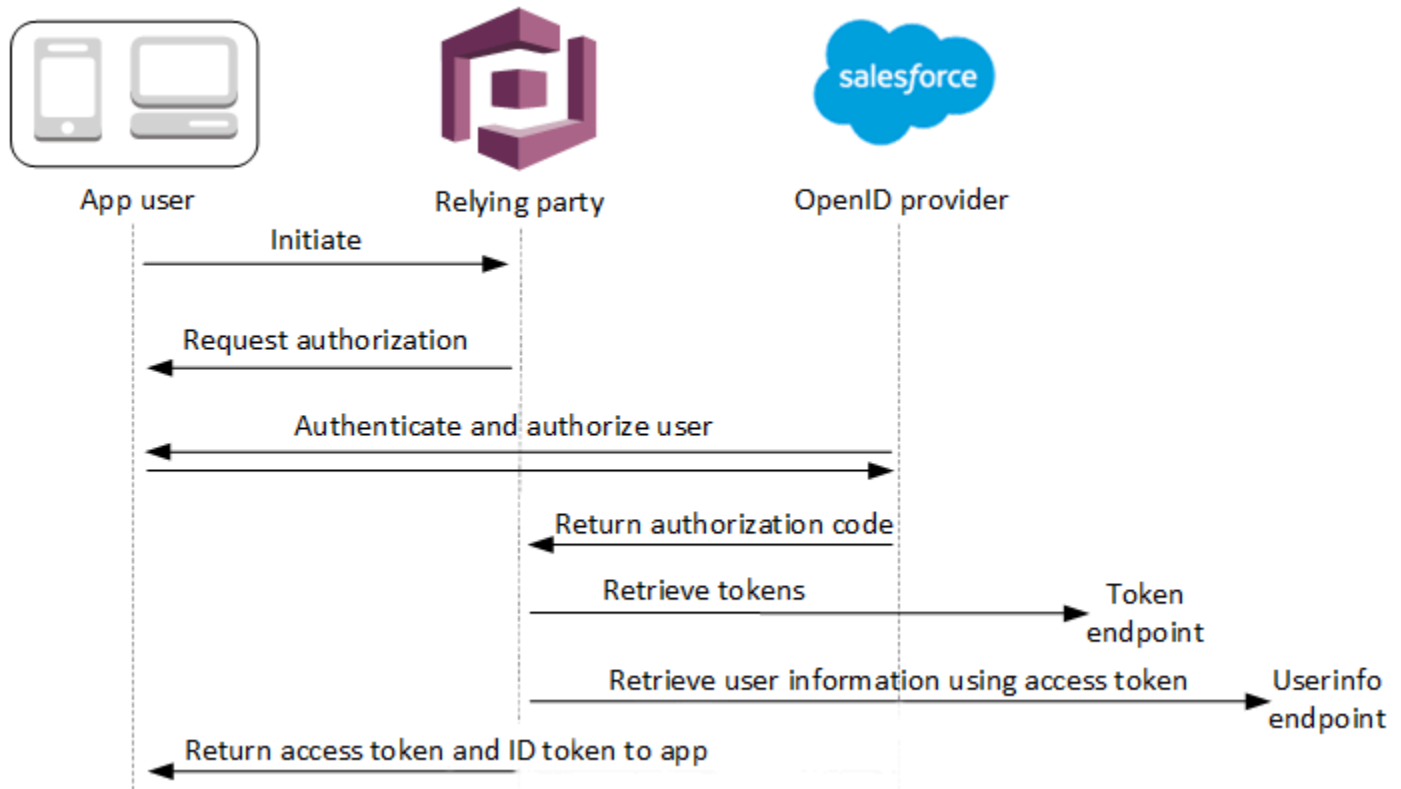 salesforce
App user
Relying party
OpenID provider
Initiate
Request authorization
Authenticate and authorize user
Return authorization code
Retrieve tokens
Token
endpoint
Retrieve user information using access token
Userinfo
endpoint
Return access token and ID token to app